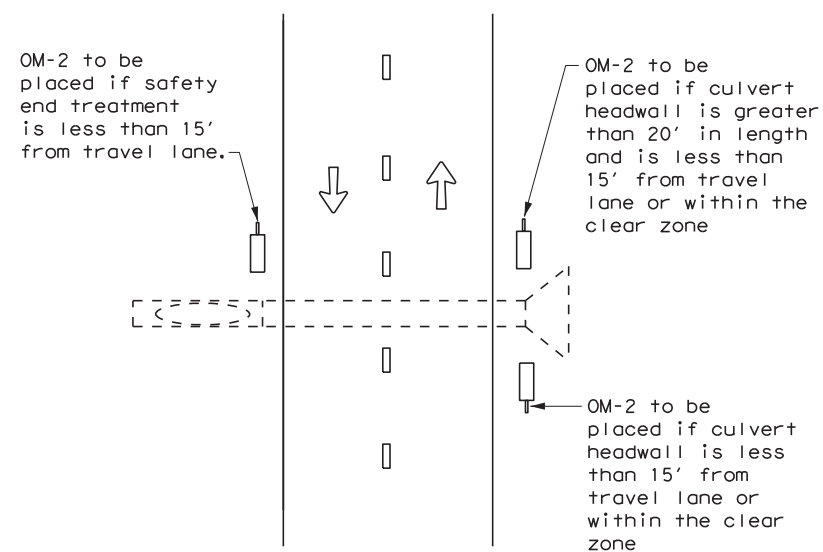 OM-2 to be
placed if safety
end treatment
is less than 15'
from travel lane.
OM-2 to be
placed if culvert
headwall is greater
than 20' in length
and is less than
15' from travel
lane or within the
clear zone
OM-2 to be
placed if culvert
headwall is less
than 15' from
travel lane or
within the clear
zone